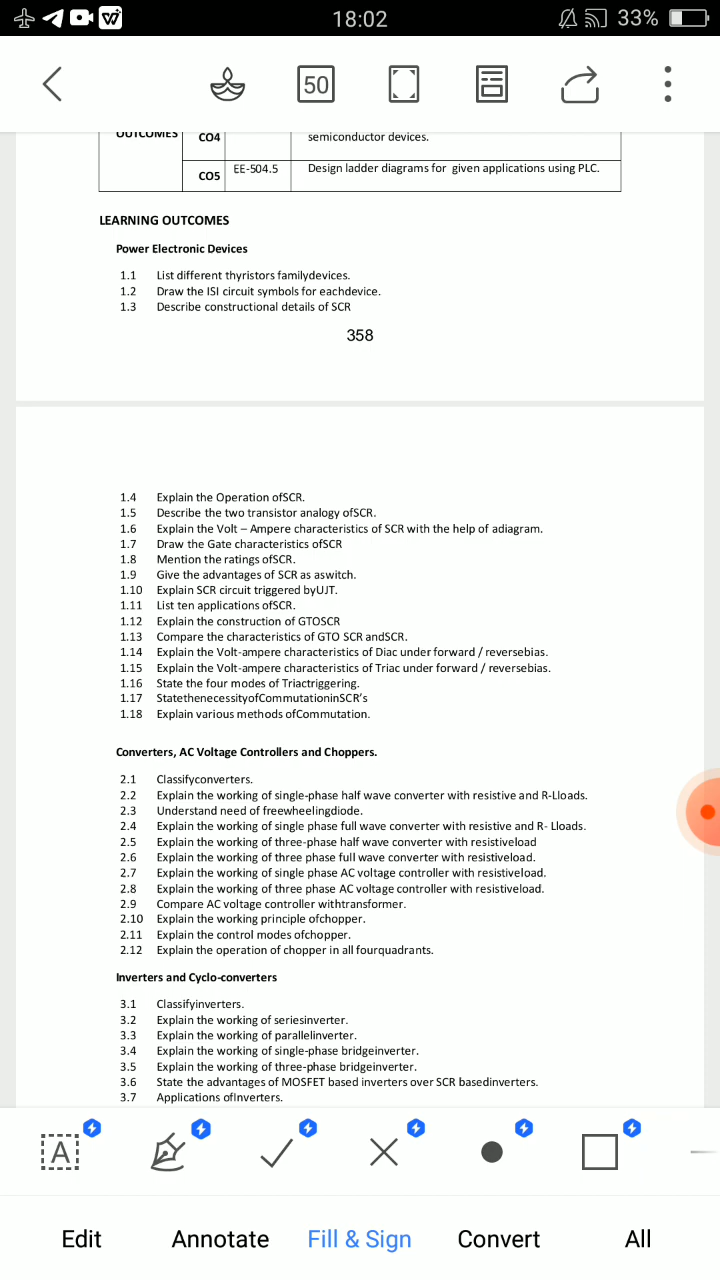 18:02
33%
50
OUTCOMES CO4 semiconductor devices.
CO5 EE-504.5 Design ladder diagrams for given applications using PLC.
LEARNING OUTCOMES
Power Electronic Devices
1.1 List different thyristors familydevices.
1.2 Draw the ISI circuit symbols for eachdevice.
1.3 Describe constructional details of SCR
358
1.4 Explain the Operation ofSCR.
1.5 Describe the two transistor analogy ofSCR.
1.6 Explain the Volt – Ampere characteristics of SCR with the help of adiagram.
1.7 Draw the Gate characteristics ofSCR
1.8 Mention the ratings ofSCR.
1.9 Give the advantages of SCR as aswitch.
1.10 Explain SCR circuit triggered byUJT.
1.11 List ten applications ofSCR.
1.12 Explain the construction of GTOSCR
1.13 Compare the characteristics of GTO SCR andSCR.
1.14 Explain the Volt-ampere characteristics of Diac under forward / reversebias.
1.15 Explain the Volt-ampere characteristics of Triac under forward / reversebias.
1.16 State the four modes of Triactriggering.
1.17 StatethenecessityofCommutationinSCR's
1.18 Explain various methods ofCommutation.
Converters, AC Voltage Controllers and Choppers.
2.1 Classifyconverters.
2.2 Explain the working of single-phase half wave converter with resistive and R-Lloads.
2.3 Understand need of freewheelingdiode.
2.4 Explain the working of single phase full wave converter with resistive and R- Lloads.
2.5 Explain the working of three-phase half wave converter with resistiveload
2.6 Explain the working of three phase full wave converter with resistiveload.
2.7 Explain the working of single phase AC voltage controller with resistiveload.
2.8 Explain the working of three phase AC voltage controller with resistiveload.
2.9 Compare AC voltage controller withtransformer.
2.10 Explain the working principle ofchopper.
2.11 Explain the control modes ofchopper.
2.12 Explain the operation of chopper in all fourquadrants.
Inverters and Cyclo-converters
3.1 Classifyinverters.
3.2 Explain the working of seriesinverter.
3.3 Explain the working of parallelinverter.
3.4 Explain the working of single-phase bridgeinverter.
3.5 Explain the working of three-phase bridgeinverter.
3.6 State the advantages of MOSFET based inverters over SCR basedinverters.
3.7 Applications ofInverters.
A
Edit Annotate Fill & Sign Convert All